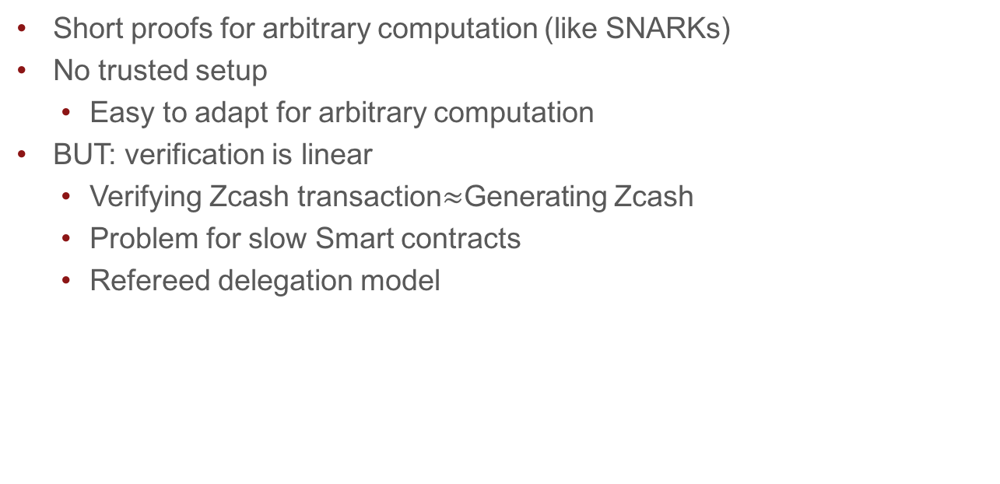 • Short proofs for arbitrary computation (like SNARKs)
• No trusted setup
• Easy to adapt for arbitrary computation
• BUT: verification is linear
• Verifying Zcash transaction≈Generating Zcash
• Problem for slow Smart contracts
• Refereed delegation model